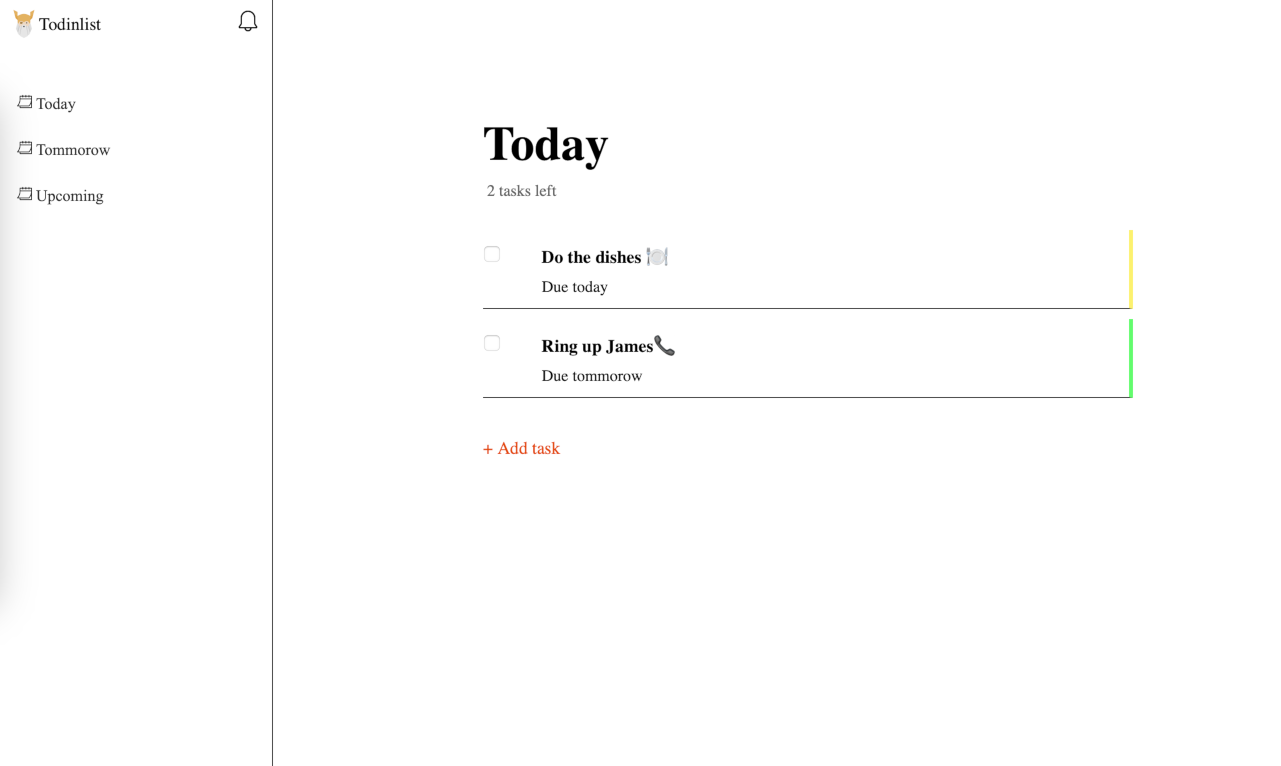 Todinlist
Today
Tommorow
Upcoming
Today
2 tasks left
Do the dishes 🍽️
Due today
Ring up James📞
Due tommorow
+ Add task